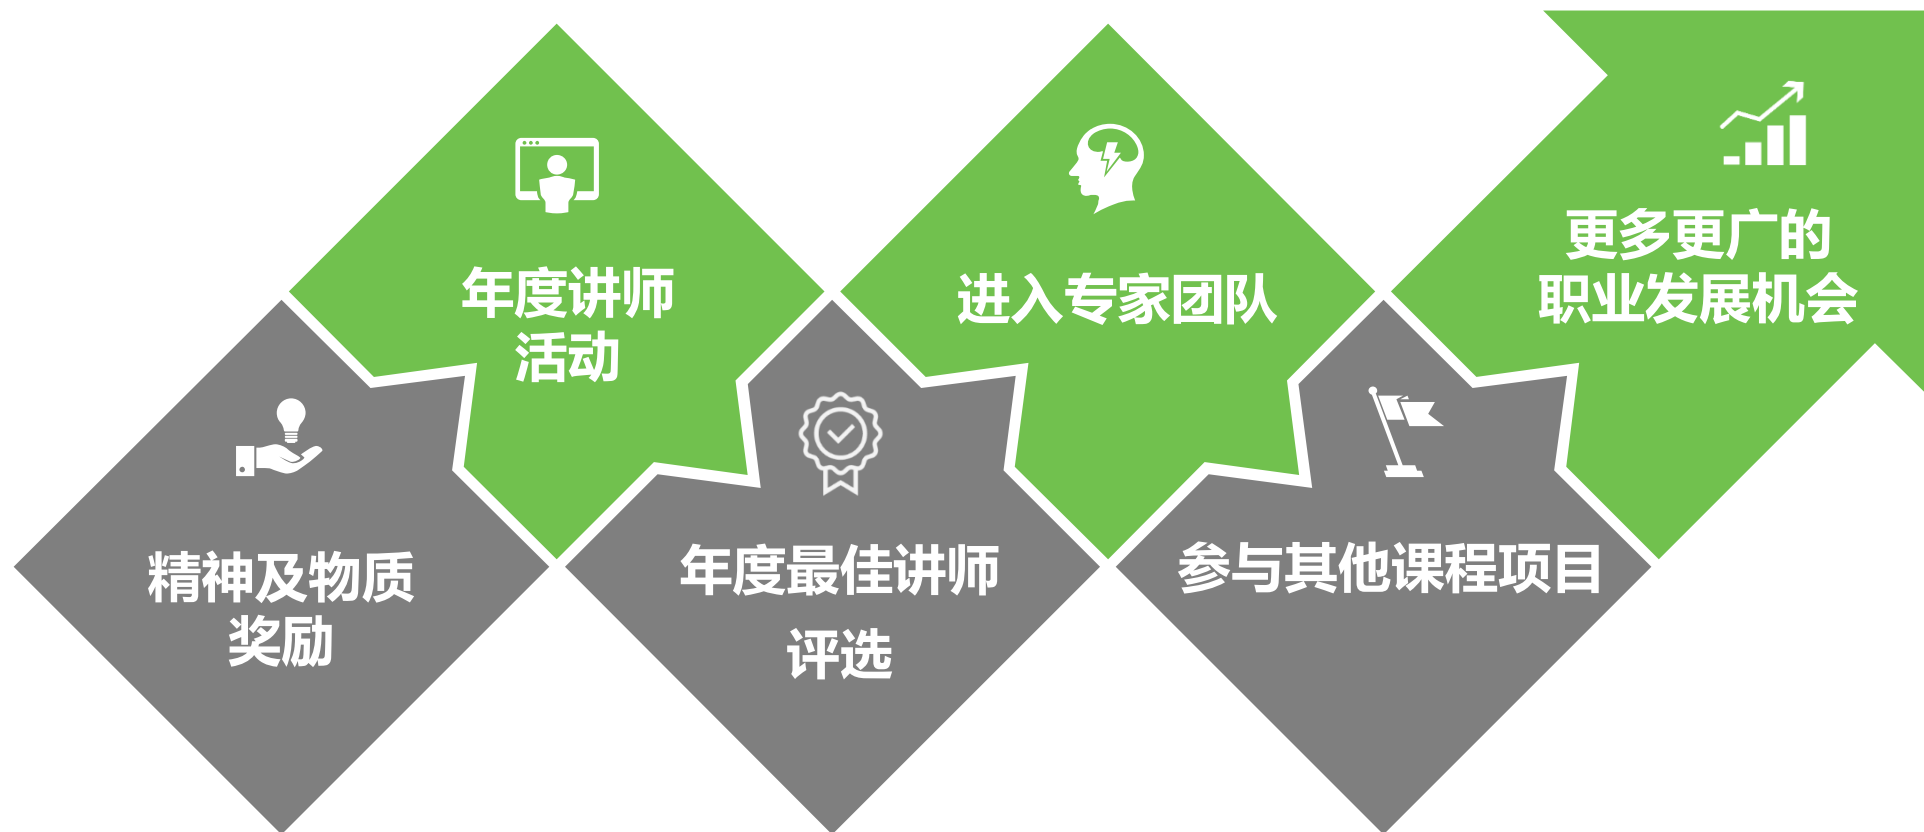 精神及物质
奖励
年度讲师
活动
年度最佳讲师
评选
进入专家团队
参与其他课程项目
更多更广的
职业发展机会